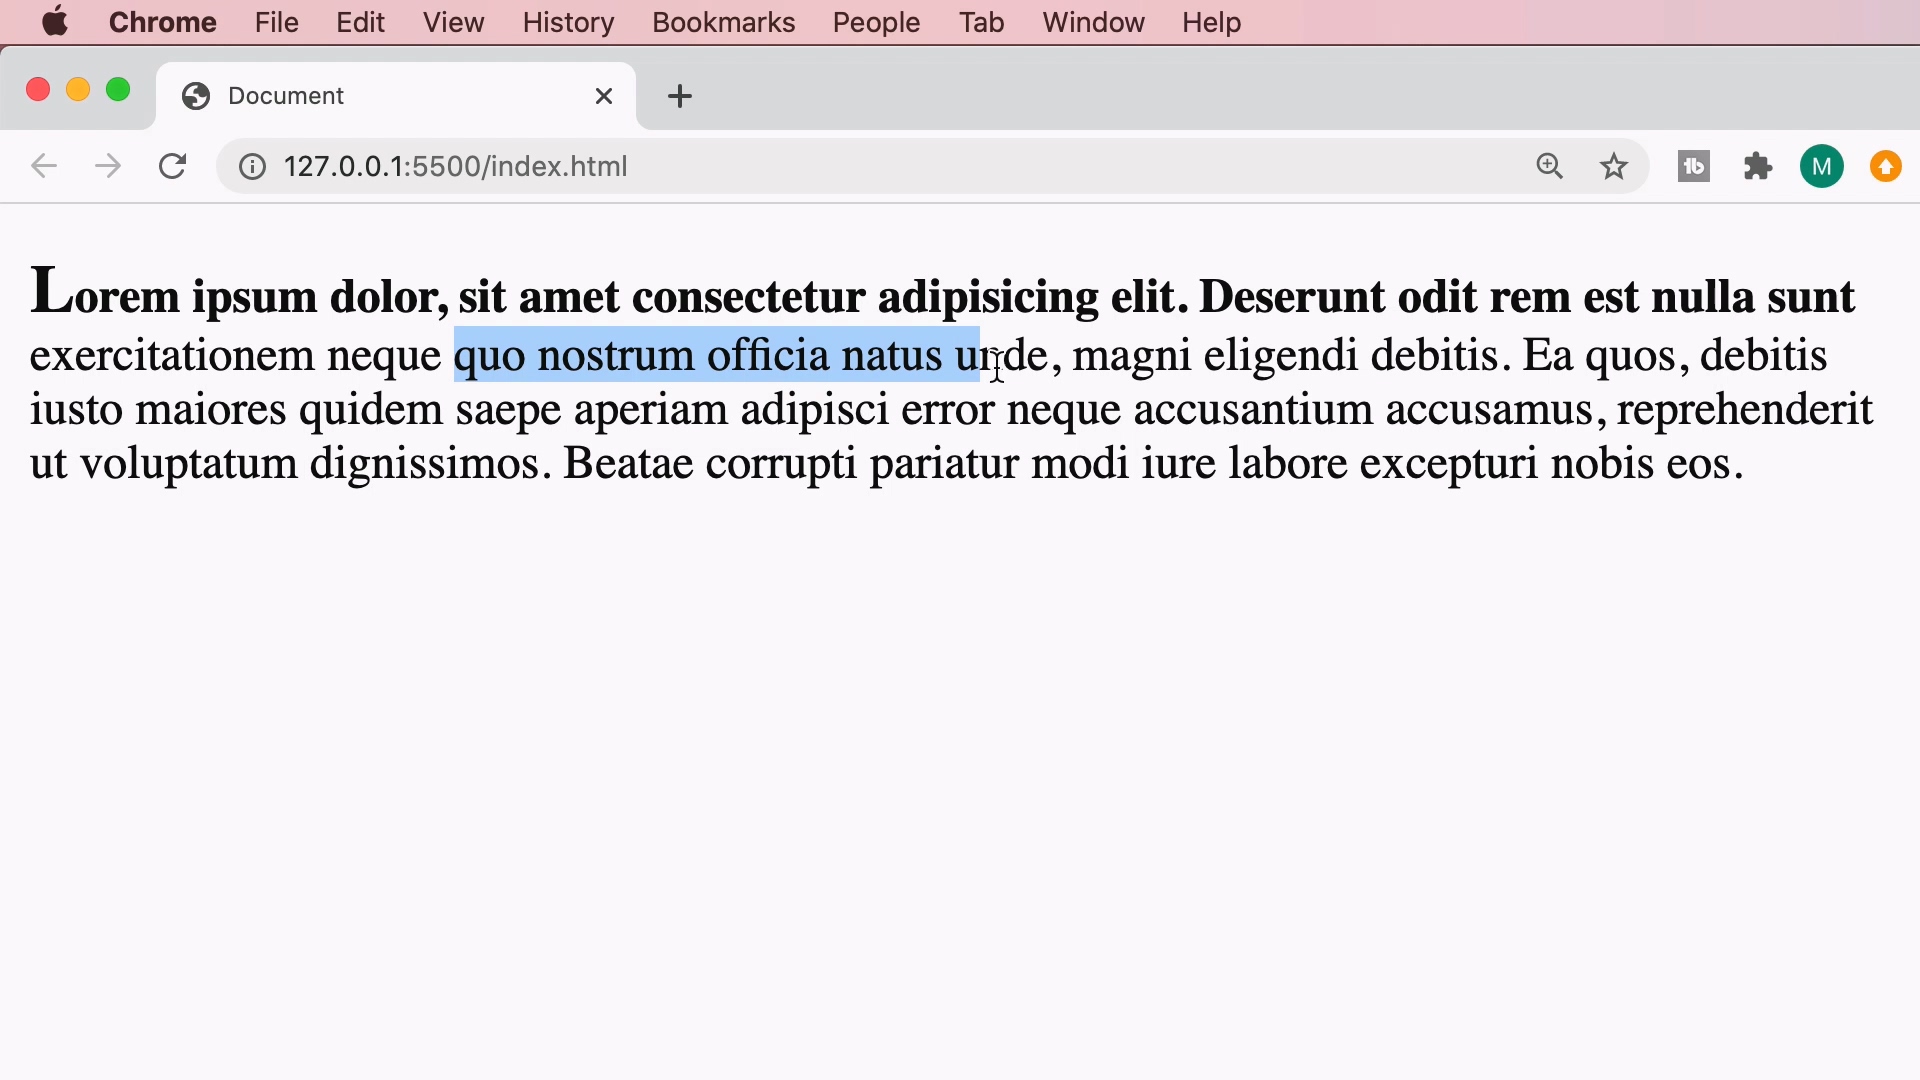 Chrome File Edit View History Bookmarks People Tab Window Help
Document
127.0.0.1:5500/index.html
M
Lorem ipsum dolor, sit amet consectetur adipisicing elit. Deserunt odit rem est nulla sunt
exercitationem neque quo nostrum officia natus unde, magni eligendi debitis. Ea quos, debitis
iusto maiores quidem saepe aperiam adipisci error neque accusantium accusamus, reprehenderit
ut voluptatum dignissimos. Beatae corrupti pariatur modi iure labore excepturi nobis eos.